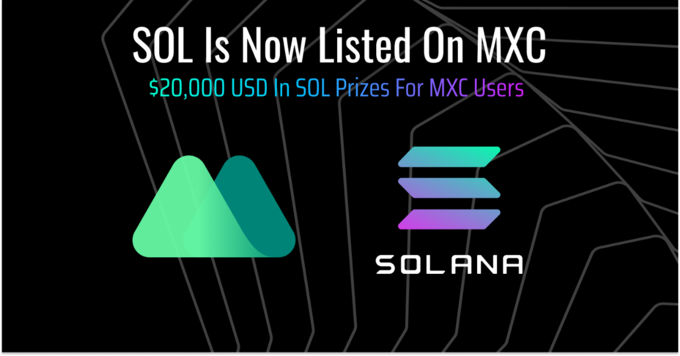 SOL Is Now Listed On MXC
$20,000 USD In SOL Prizes For MXC Users
SOLANA